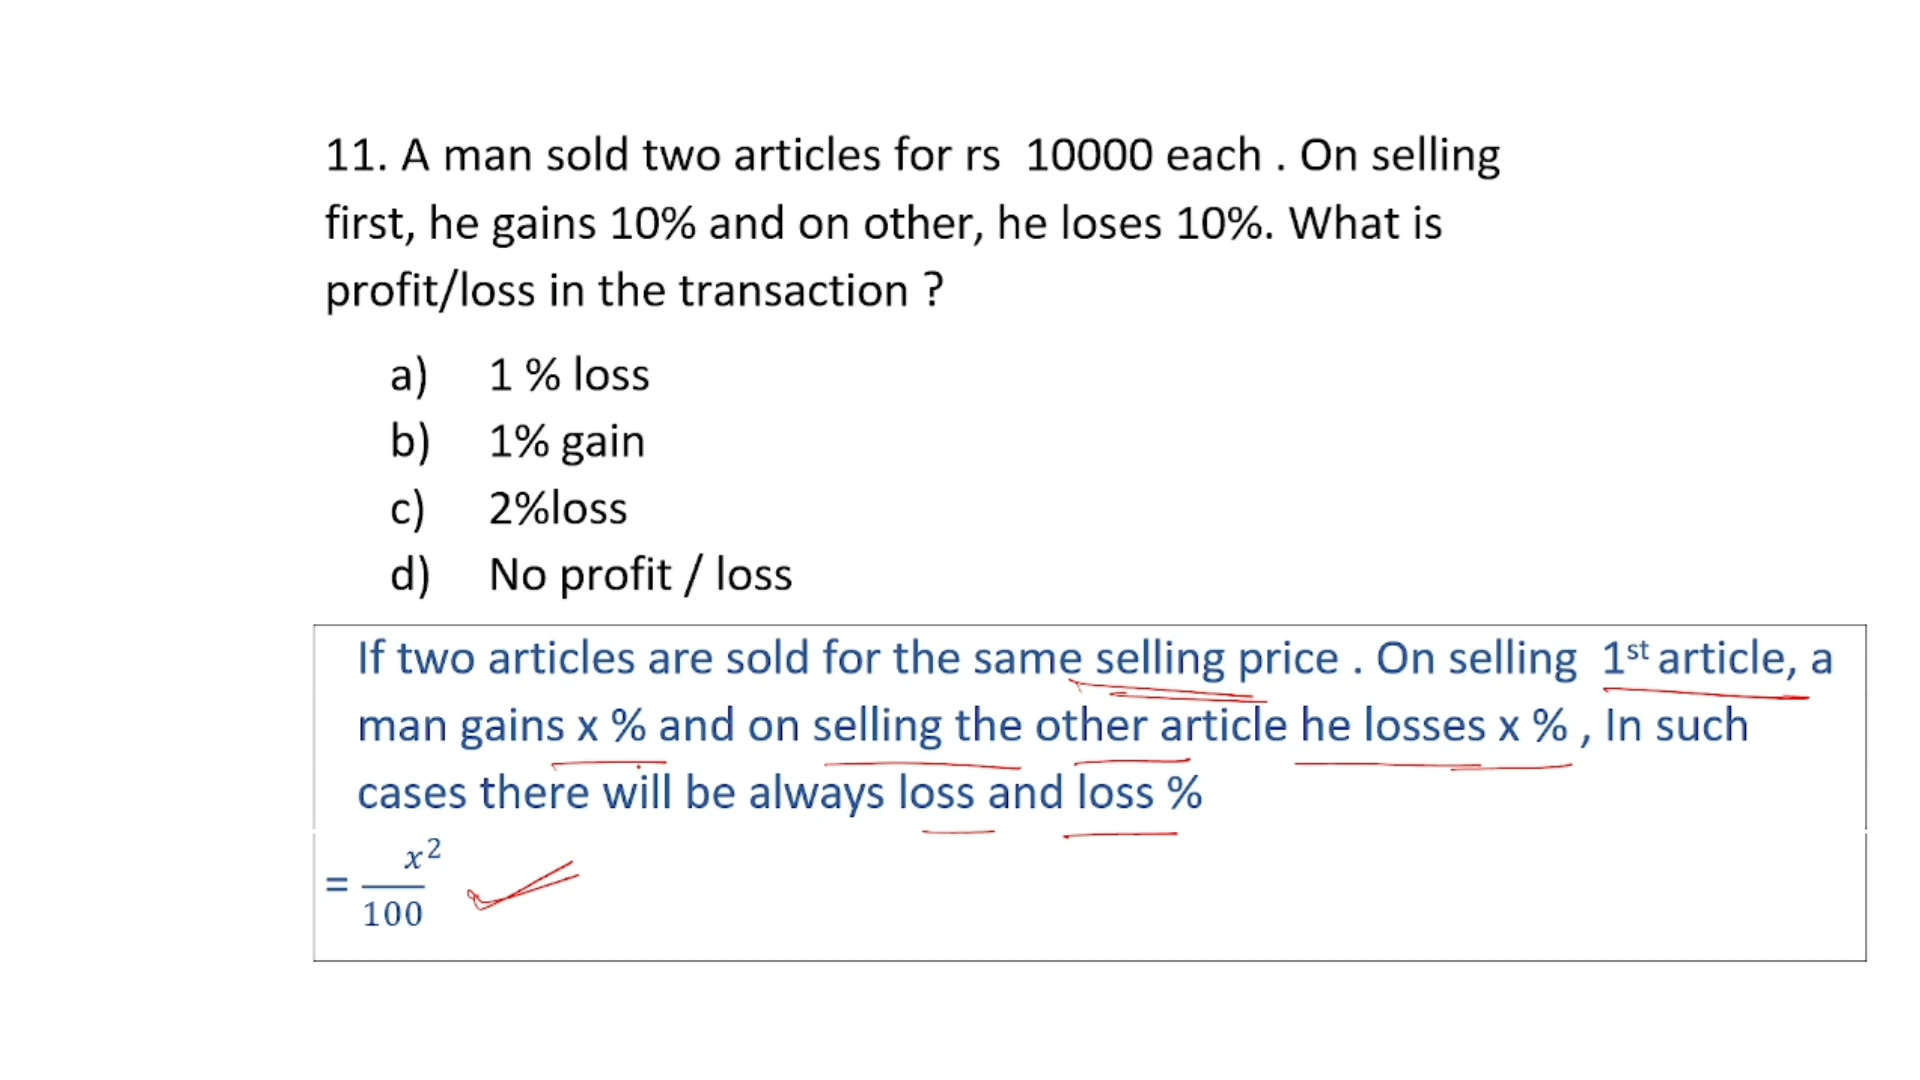 11. A man sold two articles for rs  10000 each . On selling
first, he gains 10% and on other, he loses 10%. What is
profit/loss in the transaction ?
a) 1 % loss
b) 1% gain
c) 2%loss
d) No profit / loss
If two articles are sold for the same selling price . On selling  1st article, a
man gains x % and on selling the other article he losses x % , In such
cases there will be always loss and loss %
= x²/100